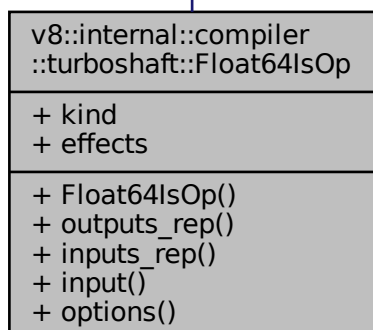 v8::internal::compiler
::turboshaft::Float64IsOp
+ kind
+ effects
+ Float64IsOp()
+ outputs_rep()
+ inputs_rep()
+ input()
+ options()